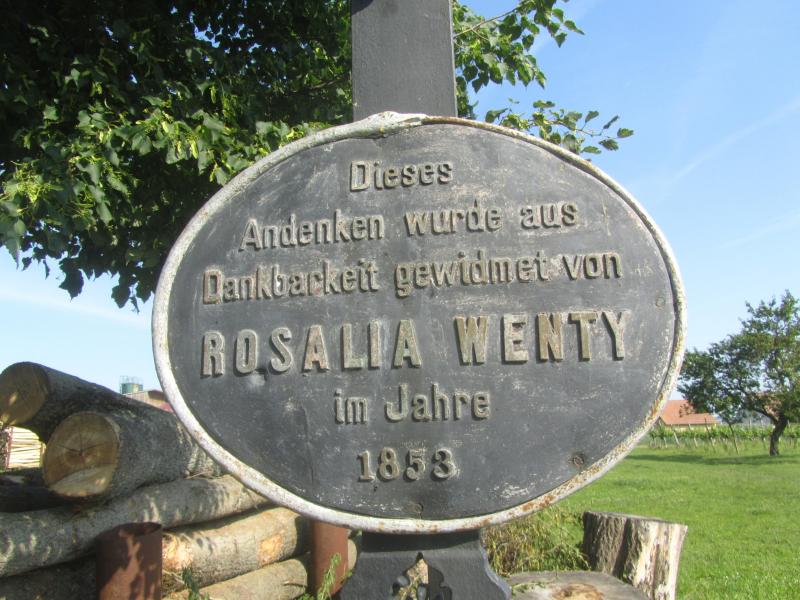 Dieses
Andenken wurde aus
Dankbarkeit gewidmet von
ROSALIA WENTY
im Jahre
1853